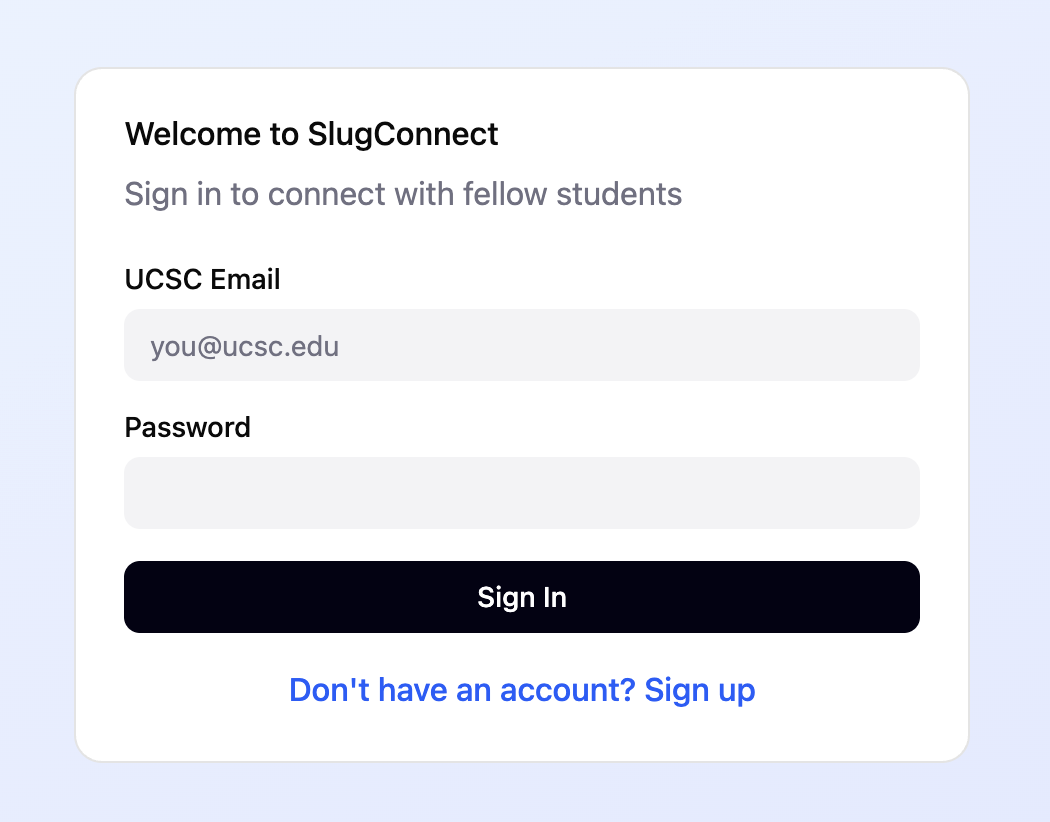 Welcome to SlugConnect
Sign in to connect with fellow students
UCSC Email
you@ucsc.edu
Password
Sign In
Don't have an account? Sign up